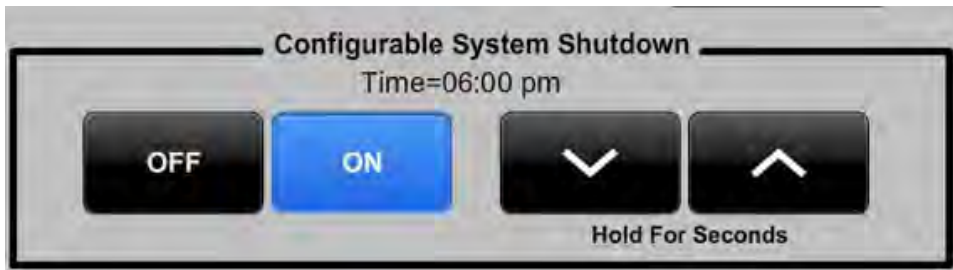 Configurable System Shutdown
Time=06:00 pm
OFF ON
Hold For Seconds